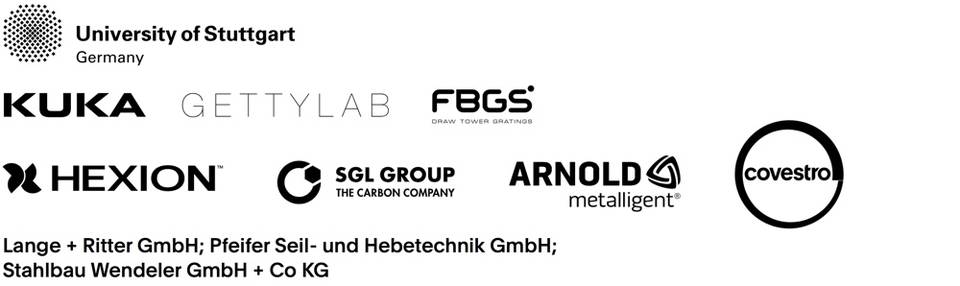 University of Stuttgart
Germany
KUKA GETTYLAB FBGS
DRAW TOWER GRATINGS
HEXION™ SGL GROUP ARNOLD covestro
THE CARBON COMPANY metalligent®
Lange + Ritter GmbH; Pfeifer Seil- und Hebetechnik GmbH;
Stahlbau Wendeler GmbH + Co KG